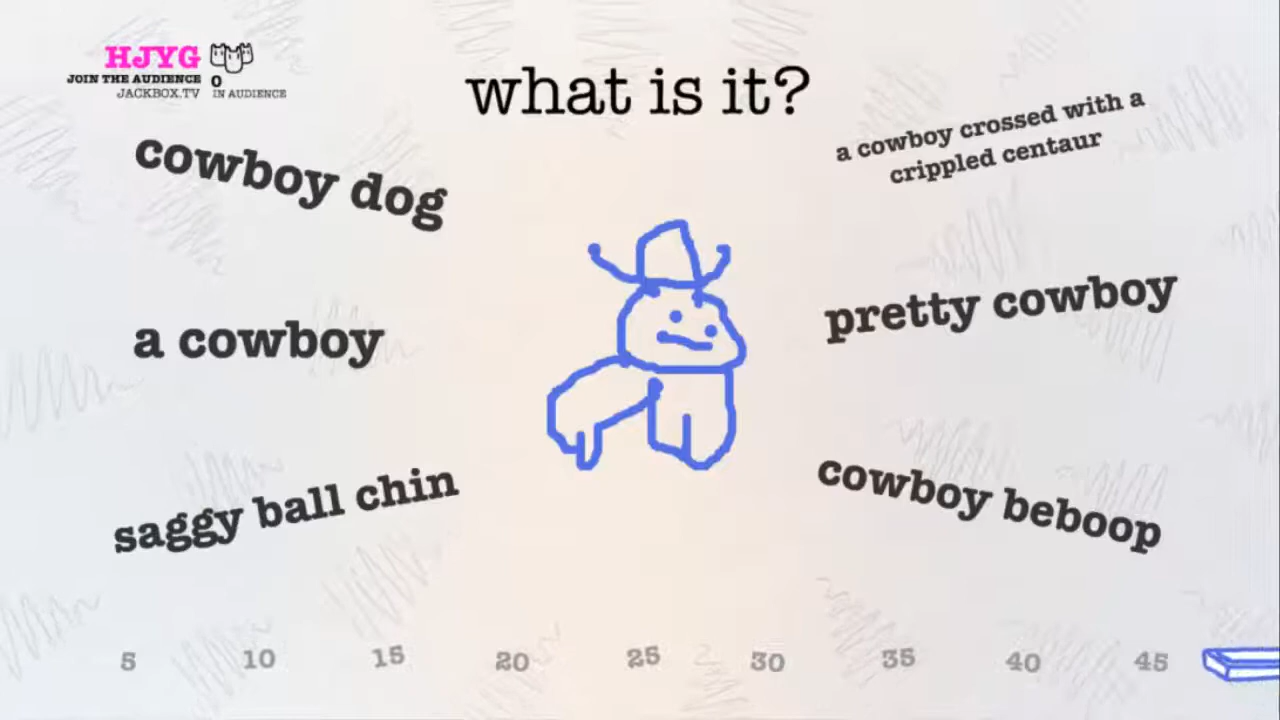 HJYG
JOIN THE AUDIENCE
JACKBOX.TV
0
IN AUDIENCE
what is it?
cowboy dog
a cowboy crossed with a
crippled centaur
a cowboy
pretty cowboy
saggy ball chin
cowboy beboop
5 10 15 20 25 30 35 40 45